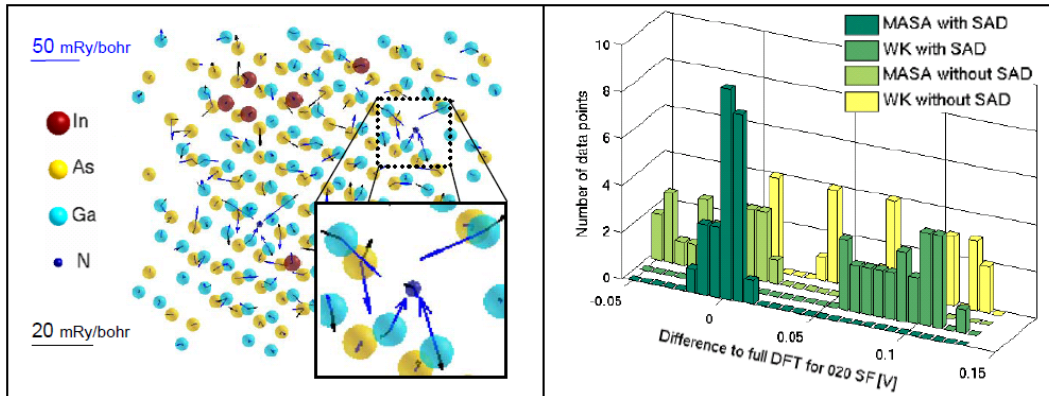 50 mRy/bohr
In
As
Ga
N
20 mRy/bohr
MASA with SAD
WK with SAD
MASA without SAD
WK without SAD
Number of data points
10
8
6
4
2
0
-0.05
0
0.05
0.1
0.15
Difference to full DFT for 020 SF [V]